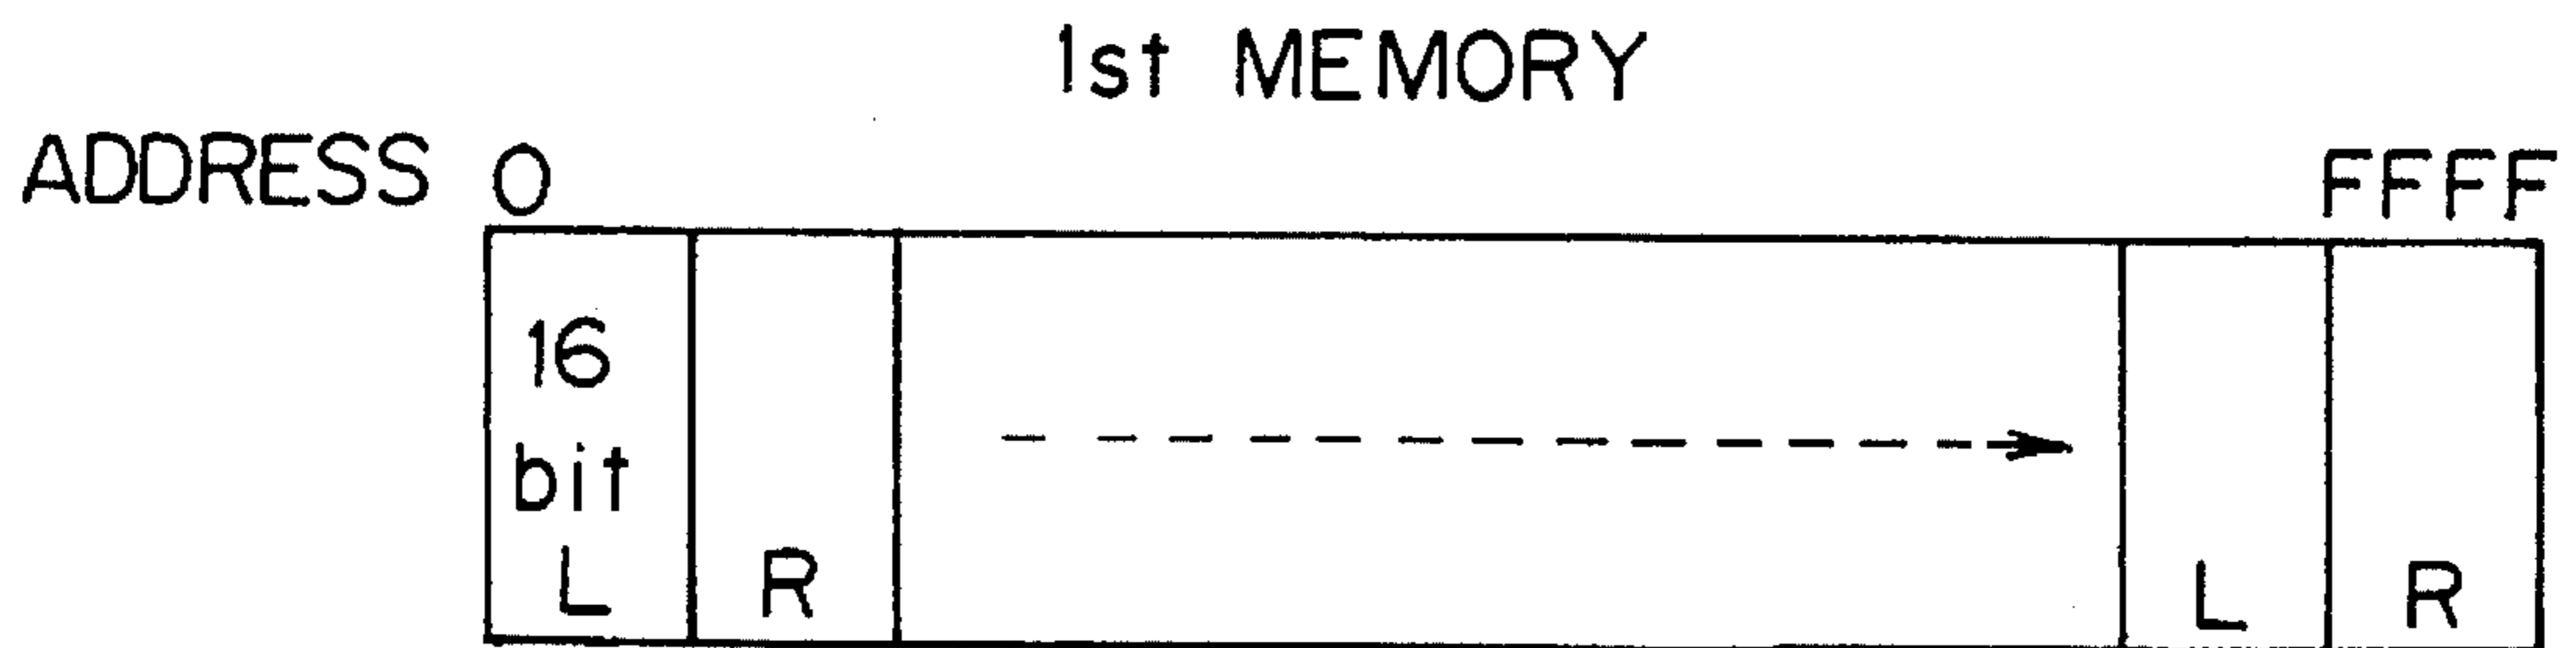 1st MEMORY
ADDRESS 0 FFFF
16
bit
L R L R